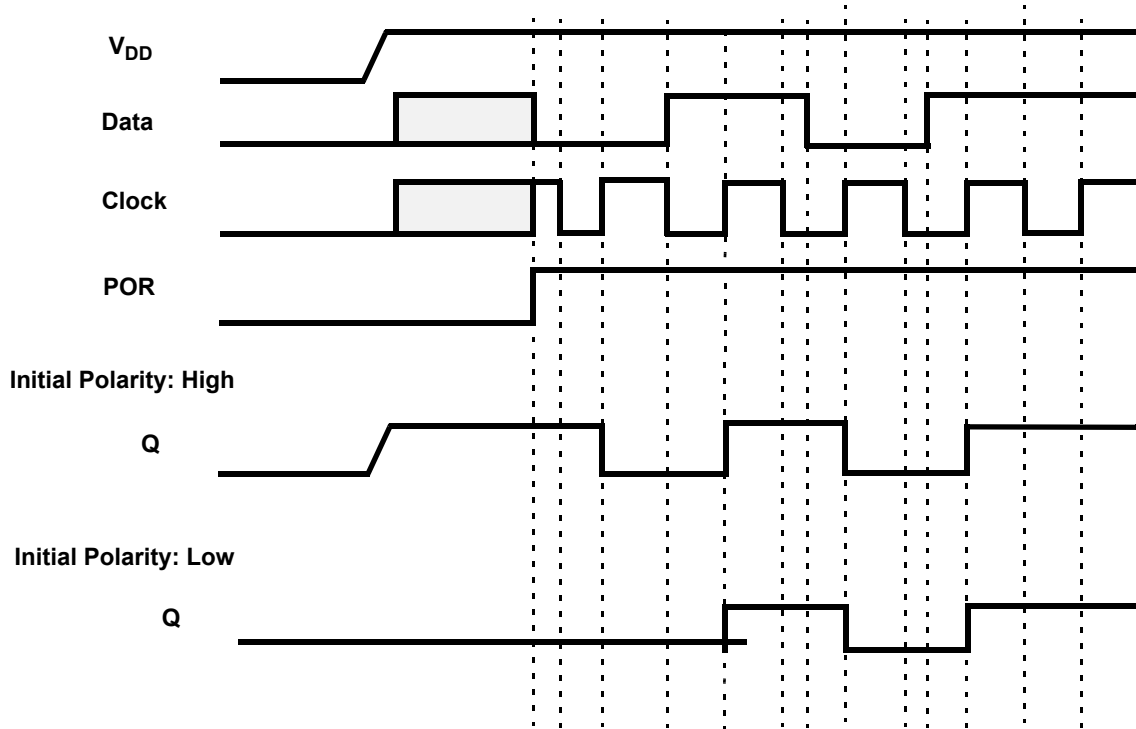 VDD
Data
Clock
POR
Initial Polarity: High
Q
Initial Polarity: Low
Q